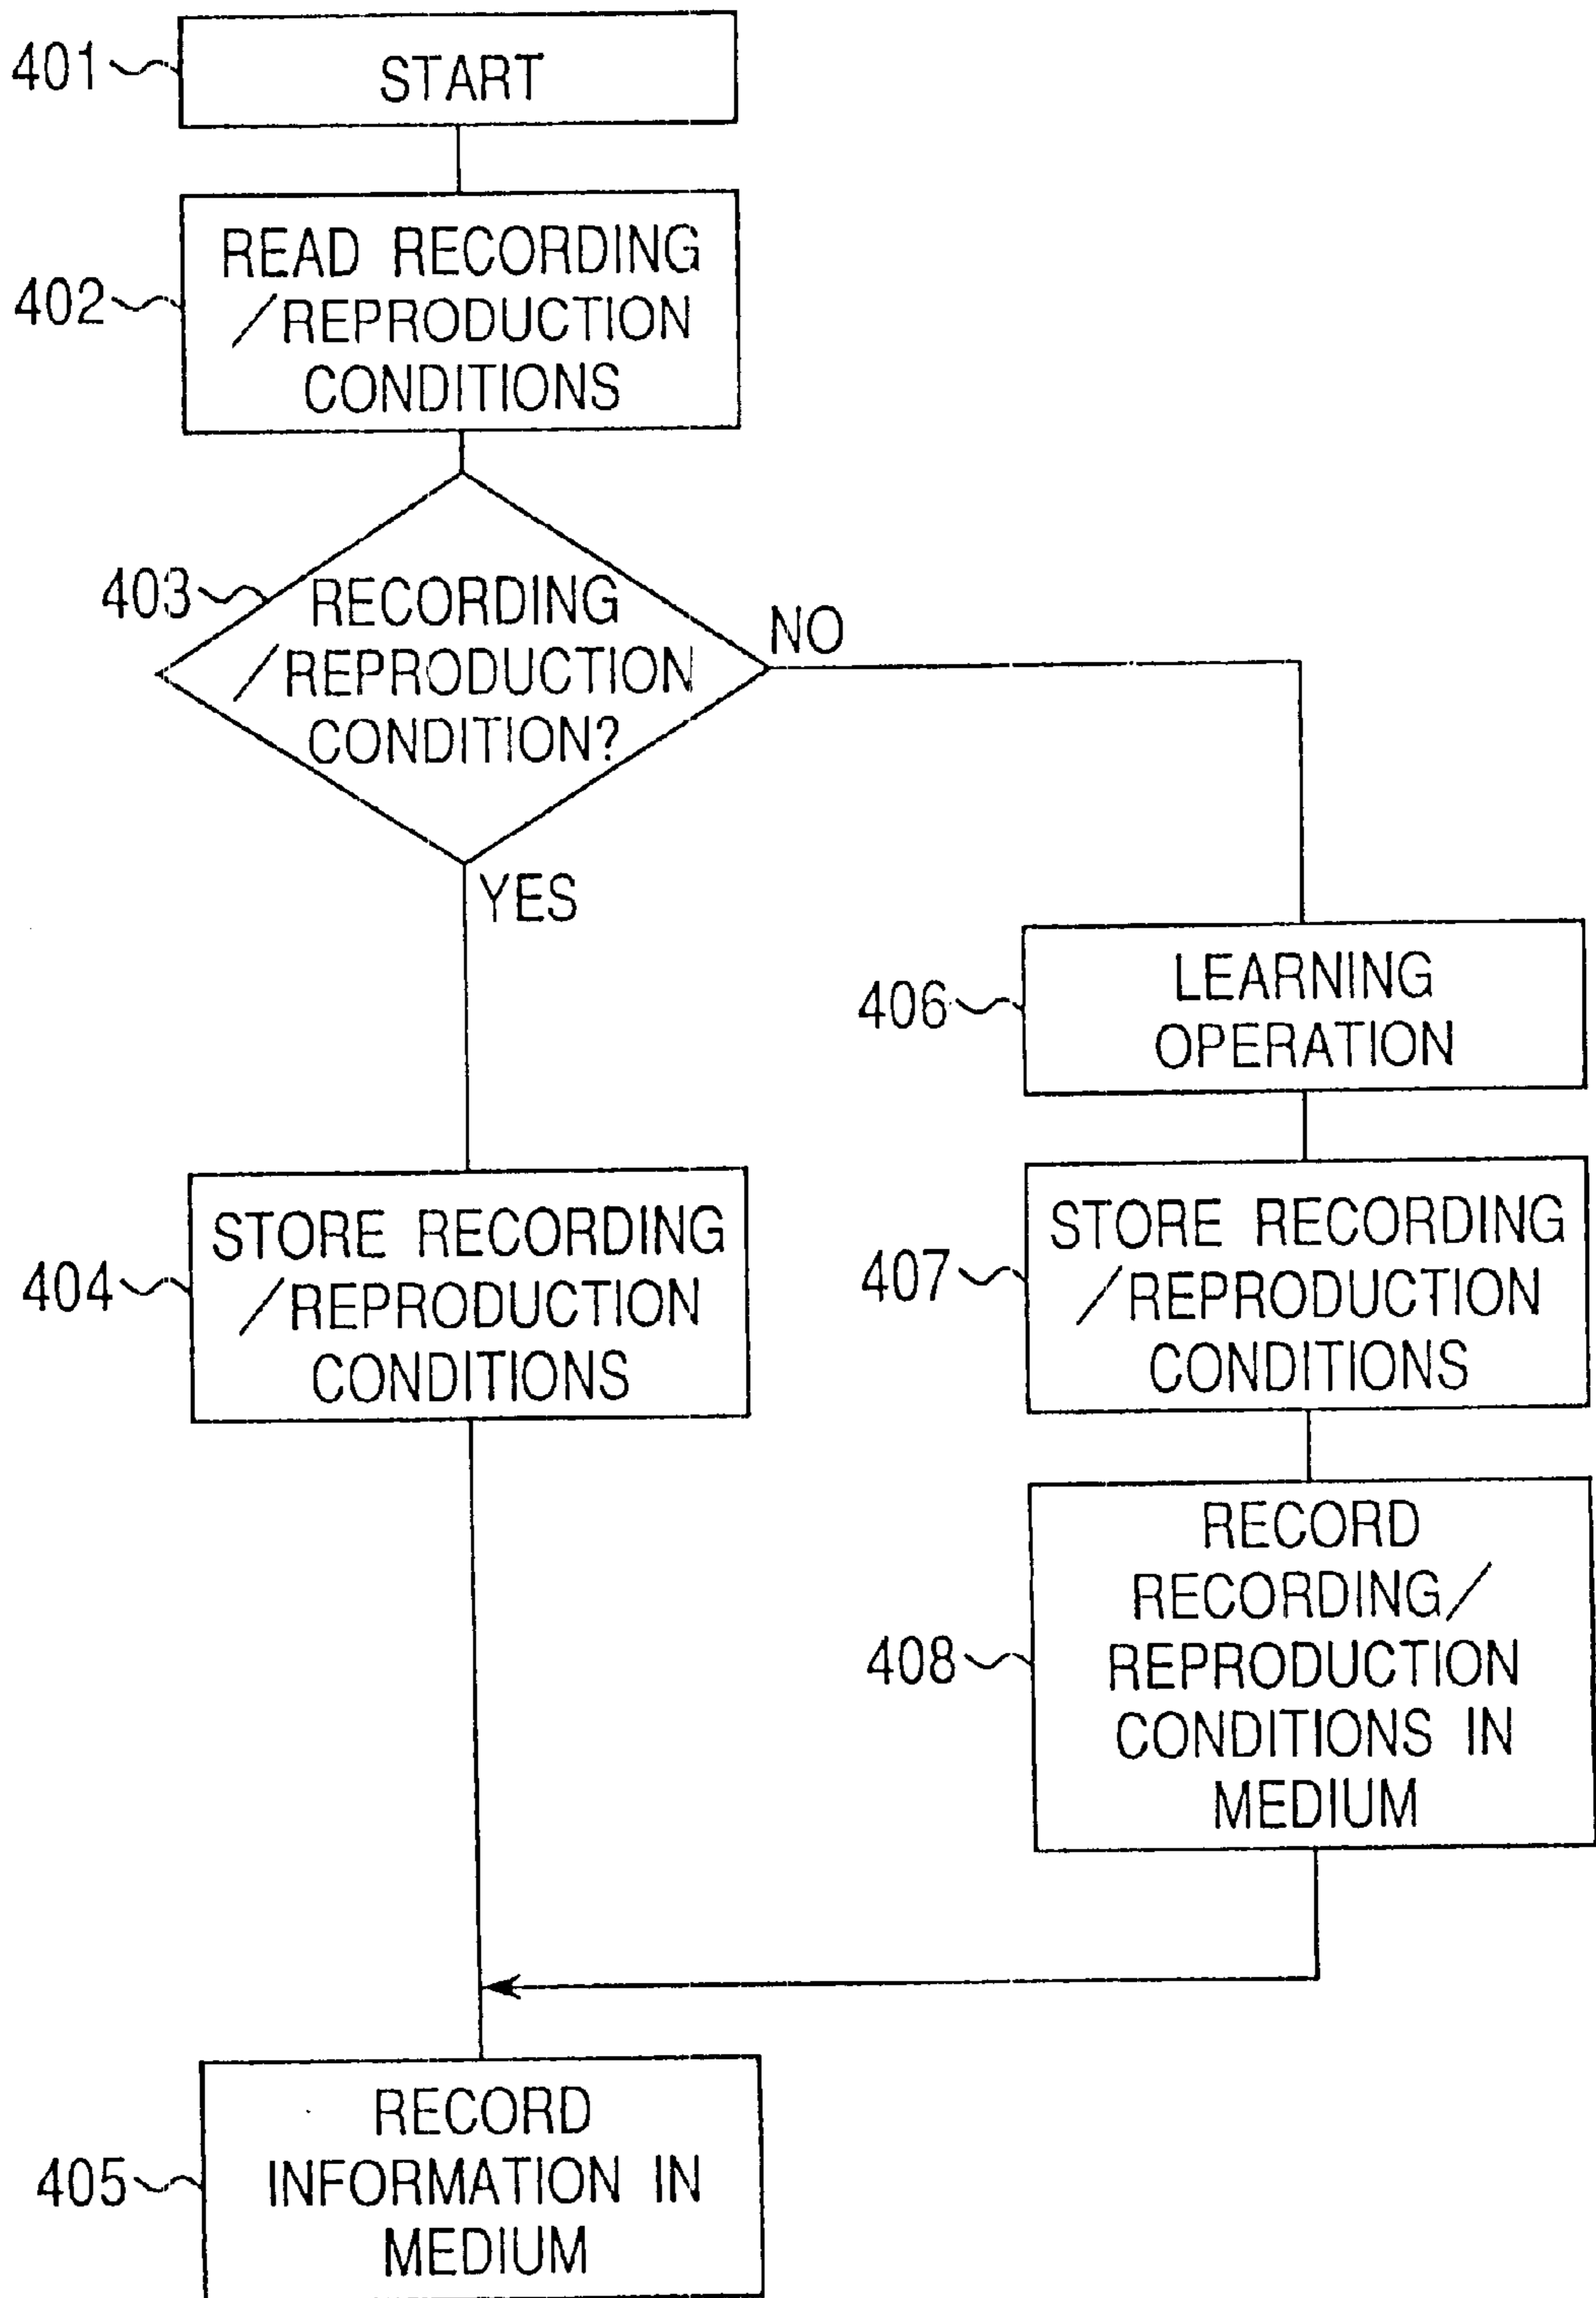 401
START
402
READ RECORDING
/REPRODUCTION
CONDITIONS
403
RECORDING
/REPRODUCTION
CONDITION?
NO
YES
406
LEARNING
OPERATION
404
STORE RECORDING
/REPRODUCTION
CONDITIONS
407
STORE RECORDING
/REPRODUCTION
CONDITIONS
408
RECORD
RECORDING/
REPRODUCTION
CONDITIONS IN
MEDIUM
405
RECORD
INFORMATION IN
MEDIUM